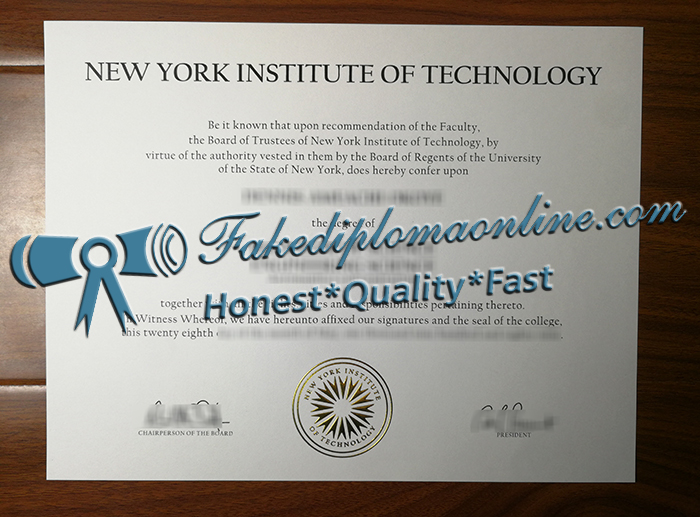 NEW YORK INSTITUTE OF TECHNOLOGY
Be it known that upon recommendation of the Faculty,
the Board of Trustees of New York Institute of Technology, by
virtue of the authority vested in them by the Board of Regents of the University
of the State of New York, does hereby confer upon
the degree of
Fakediplomaonline.com
Honest*Quality*Fast
together and responsibilities pertaining thereto.
In Witness Whereof, we have hereunto affixed our signatures and the seal of the college,
this twenty eighth
NEW YORK INSTITUTE
OF TECHNOLOGY
CHAIRPERSON OF THE BOARD
PRESIDENT